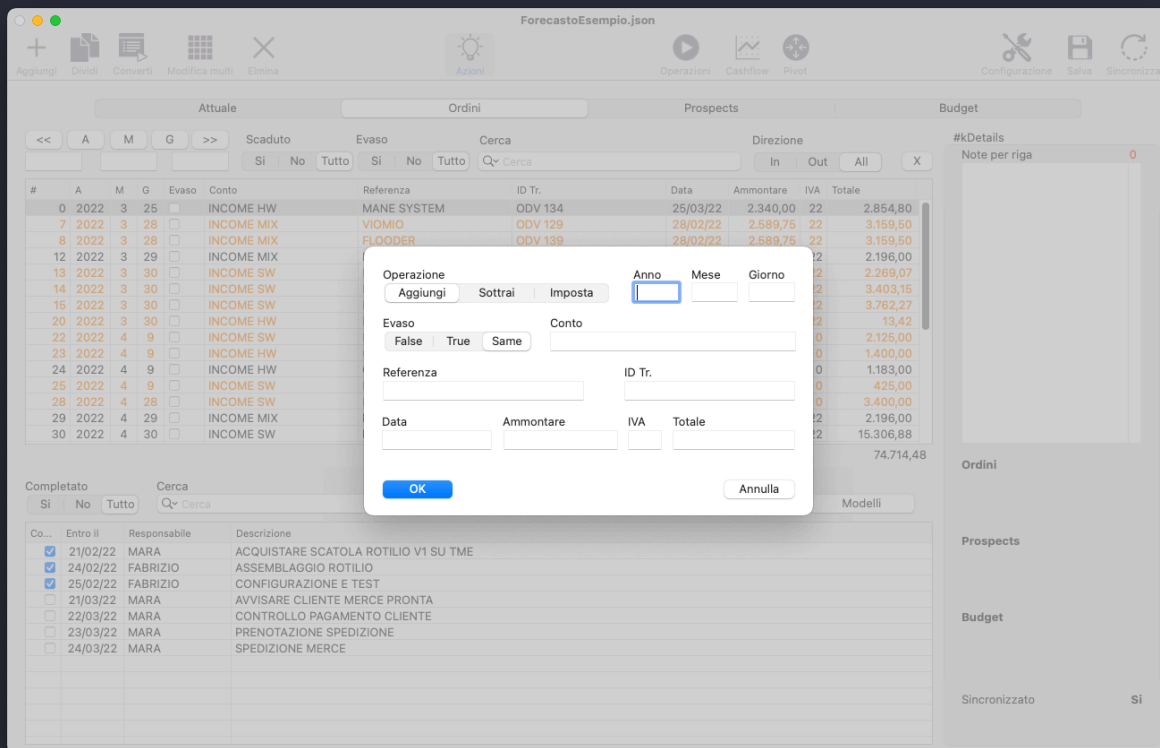 ForecastoEsempio.json
Aggiungi Dividi Converti Modifica multi Elimina Azioni Operazioni Cashflow Pivot Configurazione Salva Sincronizza
Attuale Ordini Prospects Budget
<< A M G >> Scaduto Evaso Cerca Direzione #kDetails
Si No Tutto Si No Tutto Cerca In Out All X Note per riga 0
# A M G Evaso Conto Referenza ID Tr. Data Ammontare IVA Totale
0 2022 3 25 INCOME HW MANE SYSTEM ODV 134 25/03/22 2.340,00 22 2.854,80
7 2022 3 28 INCOME MIX VIOMIO ODV 129 28/02/22 2.589,75 22 3.159,50
8 2022 3 28 INCOME MIX FLOODER ODV 139 28/02/22 2.589,75 22 3.159,50
12 2022 3 29 INCOME MIX 2.196,00
13 2022 3 30 INCOME SW 2.269,07
14 2022 3 30 INCOME SW 3.403,15
15 2022 3 30 INCOME SW 3.762,27
20 2022 3 30 INCOME HW 13,42
22 2022 4 9 INCOME SW 2.125,00
23 2022 4 9 INCOME HW 1.400,00
24 2022 4 9 INCOME HW 1.183,00
25 2022 4 9 INCOME SW 425,00
28 2022 4 28 INCOME SW 3.400,00
29 2022 4 29 INCOME MIX 2.196,00
30 2022 4 30 INCOME SW 15.306,88
74.714,48
Operazione Anno Mese Giorno
Aggiungi Sottrai Imposta
Evaso Conto
False True Same
Referenza ID Tr.
Data Ammontare IVA Totale
OK Annulla
Completato Cerca
Si No Tutto Cerca Modelli
Co... Entro il Responsabile Descrizione
21/02/22 MARA ACQUISTARE SCATOLA ROTILIO V1 SU TME
24/02/22 FABRIZIO ASSEMBLAGGIO ROTILIO
25/02/22 FABRIZIO CONFIGURAZIONE E TEST
21/03/22 MARA AVVISARE CLIENTE MERCE PRONTA
22/03/22 MARA CONTROLLO PAGAMENTO CLIENTE
23/03/22 MARA PRENOTAZIONE SPEDIZIONE
24/03/22 MARA SPEDIZIONE MERCE
Ordini
Prospects
Budget
Sincronizzato Si